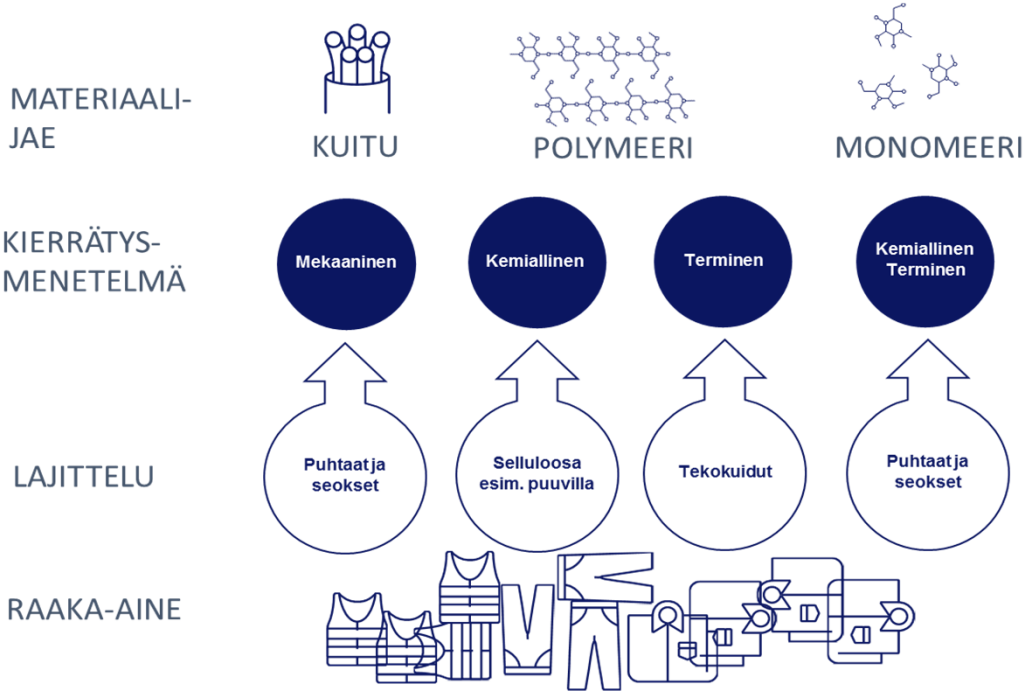 MATERIAALI-
JAE
KUITU
POLYMEERI
MONOMEERI
KIERRÄTYS-
MENETELMÄ
Mekaaninen
Kemiallinen
Terminen
Kemiallinen
Terminen
LAJITTELU
Puhtaat ja
seokset
Selluloosa
esim. puuvilla
Tekokuidut
Puhtaat ja
seokset
RAAKA-AINE